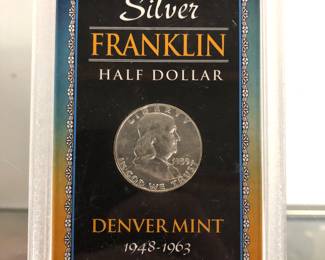 Silver
FRANKLIN
HALF DOLLAR
LIBERTY
IN GOD WE TRUST
DENVER MINT
1948-1963